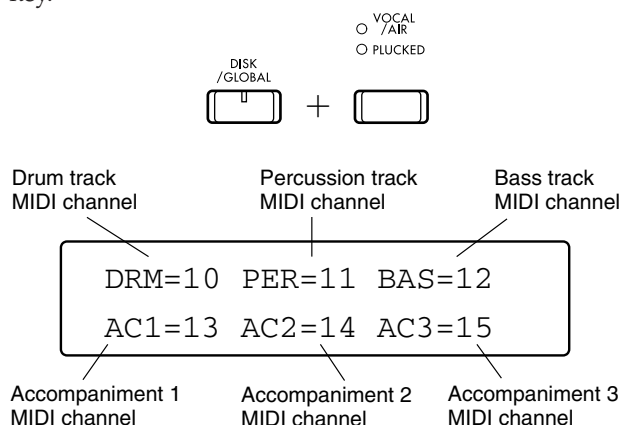 key.
VOCAL
/AIR
PLUCKED
DISK
/GLOBAL
+
Drum track
MIDI channel
Percussion track
MIDI channel
Bass track
MIDI channel
DRM=10 PER=11 BAS=12
AC1=13 AC2=14 AC3=15
Accompaniment 1
MIDI channel
Accompaniment 2
MIDI channel
Accompaniment 3
MIDI channel